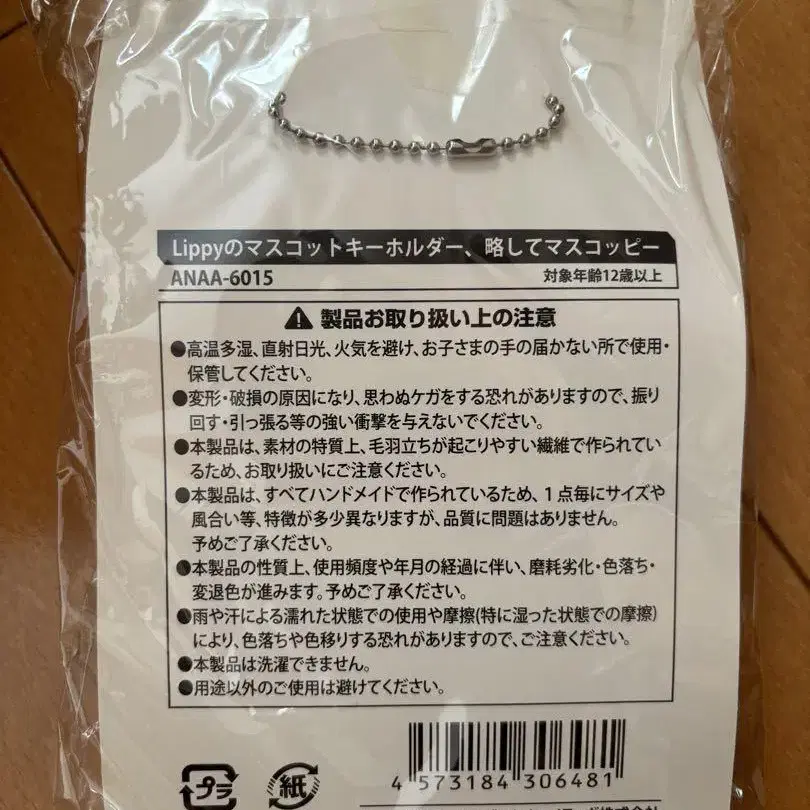 Lippyのマスコットキーホルダー、略してマスコッピー
ANAA-6015
対象年齢12歳以上
製品お取り扱い上の注意
●高温多湿、直射日光、火気を避け、お子さまの手の届かない所で使用・
保管してください。
●変形・破損の原因になり、思わぬケガをする恐れがありますので、振り
回す・引っ張る等の強い衝撃を与えないでください。
●本製品は、素材の特質上、毛羽立ちが起こりやすい繊維で作られてい
るため、お取り扱いにご注意ください。
●本製品は、すべてハンドメイドで作られているため、1点毎にサイズや
風合い等、特徴が多少異なりますが、品質に問題はありません。
予めご了承ください。
●本製品の性質上、使用頻度や年月の経過に伴い、磨耗劣化・色落ち・
変退色が進みます。予めご了承ください。
●雨や汗による濡れた状態での使用や摩擦(特に湿った状態での摩擦)
により、色落ちや色移りする恐れがありますので、ご注意ください。
●本製品は洗濯できません。
●用途以外のご使用は避けてください。
プラ
紙
4 573184 306481